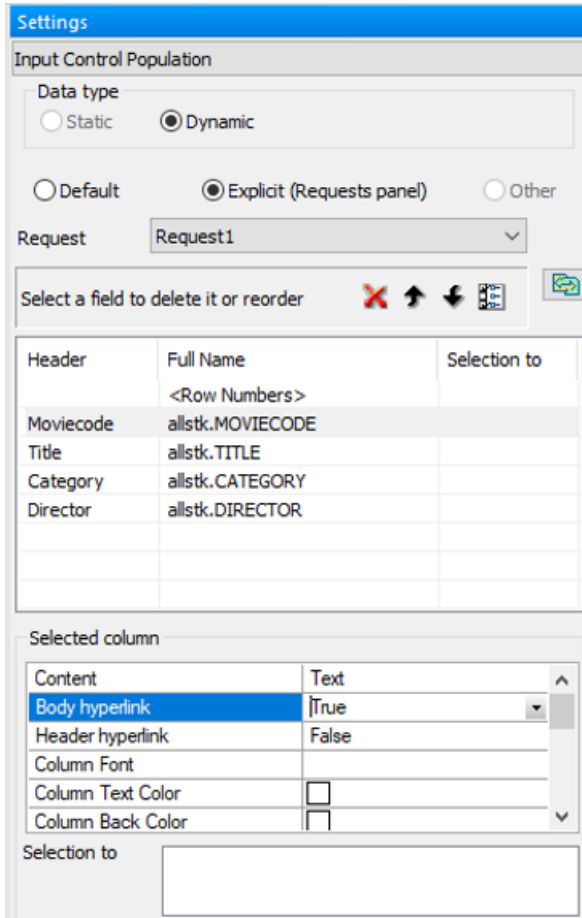 Settings
Input Control Population
Data type
Static Dynamic
Default Explicit (Requests panel) Other
Request Request1
Select a field to delete it or reorder
Header Full Name Selection to
<Row Numbers>
Moviecode allstk.MOVIECODE
Title allstk.TITLE
Category allstk.CATEGORY
Director allstk.DIRECTOR
Selected column
Content Text
Body hyperlink True
Header hyperlink False
Column Font
Column Text Color
Column Back Color
Selection to